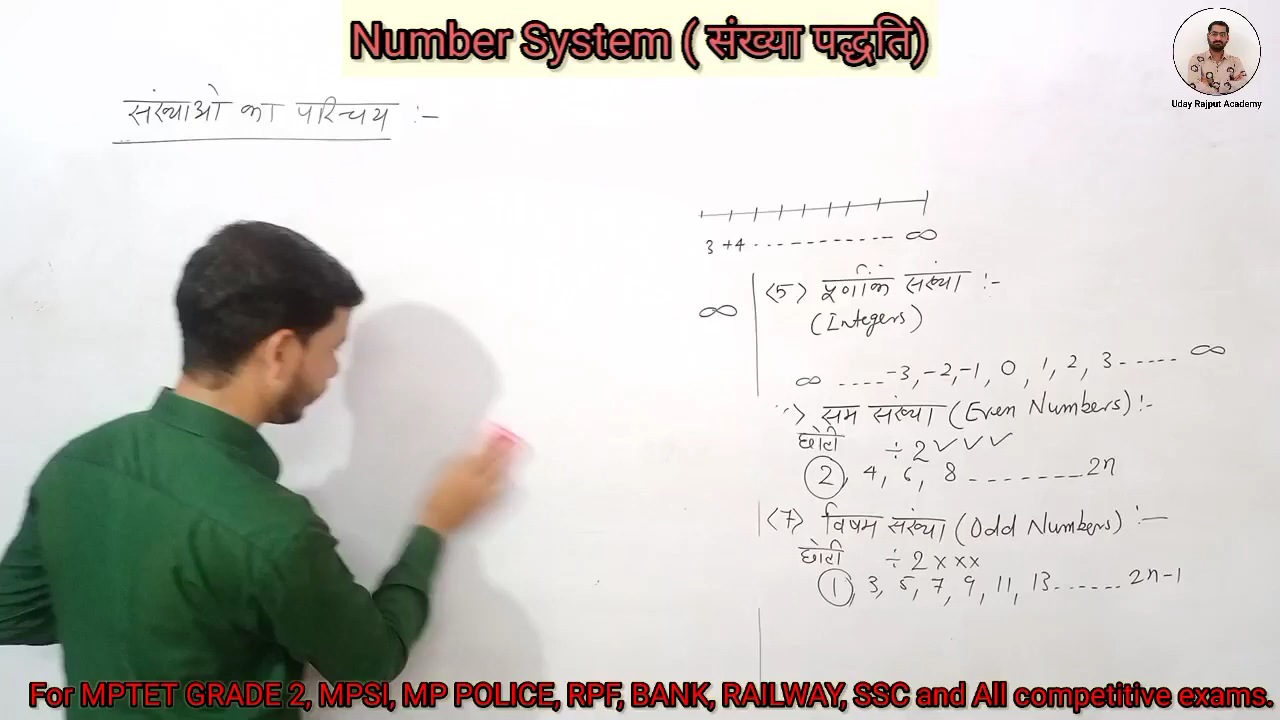 Number System ( संख्या पद्धति)
Uday Rajput Academy
संख्याओ का परिचय :-
3 +4 ----------- ∞
∞
(5) पूर्णांक संख्या :-
(Integers)
∞ ....-3, -2, -1, 0, 1, 2, 3------ ∞
सम संख्या (Even Numbers) :-
छोटी ÷2 ✓ ✓ ✓
2, 4, 6, 8 ------- 2n
(7) विषम संख्या (Odd Numbers) :-
छोटी ÷2 x x x
1, 3, 5, 7, 9, 11, 13------- 2n-1
For MPTET GRADE 2, MPSI, MP POLICE, RPF, BANK, RAILWAY, SSC and All competitive exams.